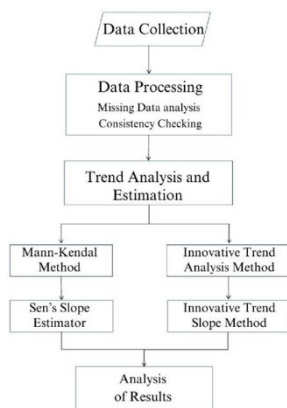 Data Collection
Data Processing
Missing Data analysis
Consistency Checking
Trend Analysis and
Estimation
Mann-Kendal
Method
Innovative Trend
Analysis Method
Sen's Slope
Estimator
Innovative Trend
Slope Method
Analysis
of Results